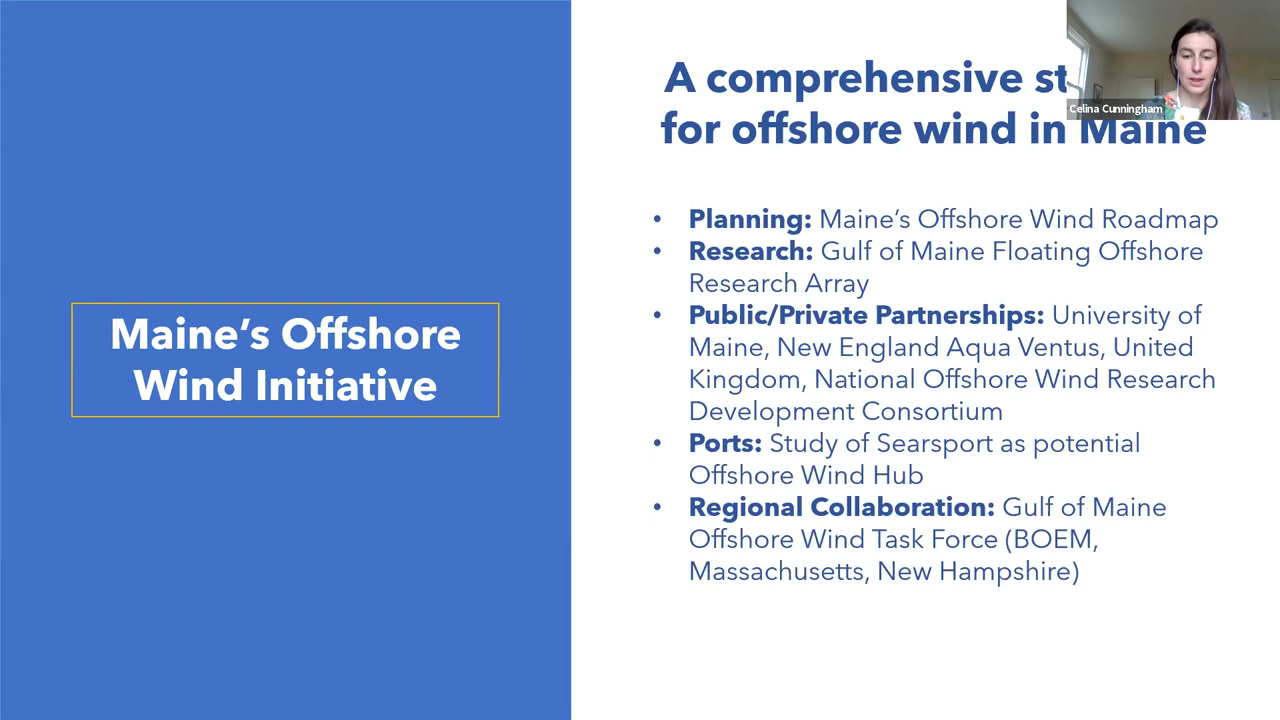 Maine's Offshore
Wind Initiative
A comprehensive
for offshore wind in Maine
• Planning: Maine's Offshore Wind Roadmap
• Research: Gulf of Maine Floating Offshore
Research Array
• Public/Private Partnerships: University of
Maine, New England Aqua Ventus, United
Kingdom, National Offshore Wind Research
Development Consortium
• Ports: Study of Searsport as potential
Offshore Wind Hub
• Regional Collaboration: Gulf of Maine
Offshore Wind Task Force (BOEM,
Massachusetts, New Hampshire)
Celina Cunningham